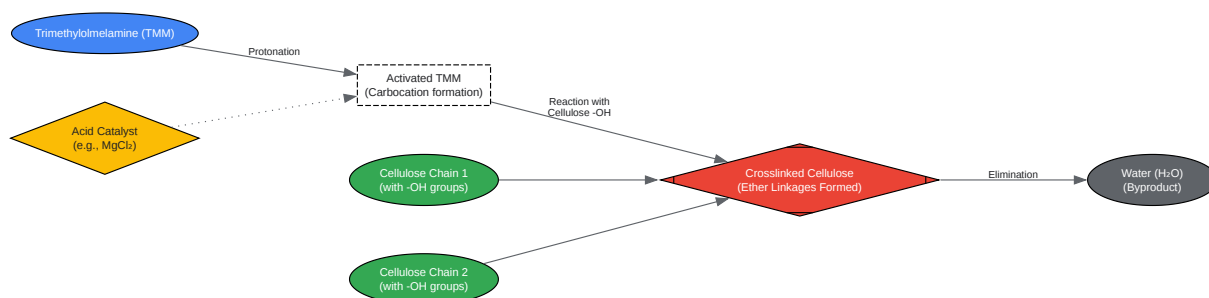 Trimethylolmelamine (TMM)
Protonation
Activated TMM
(Carbocation formation)
Acid Catalyst
(e.g., MgCl₂)
Reaction with
Cellulose -OH
Cellulose Chain 1
(with -OH groups)
Crosslinked Cellulose
(Ether Linkages Formed)
Elimination
Water (H₂O)
(Byproduct)
Cellulose Chain 2
(with -OH groups)